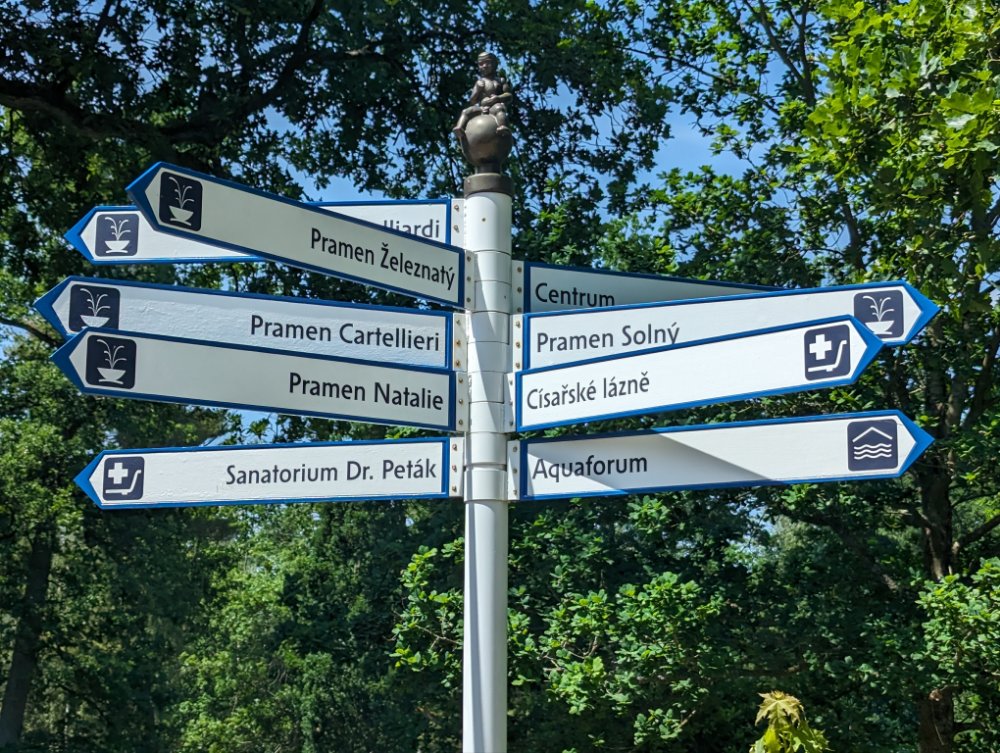 Pramen Železnatý
Pramen Cartellieri
Pramen Natalie
Sanatorium Dr. Peták
Centrum
Pramen Solný
Císařské lázně
Aquaforum